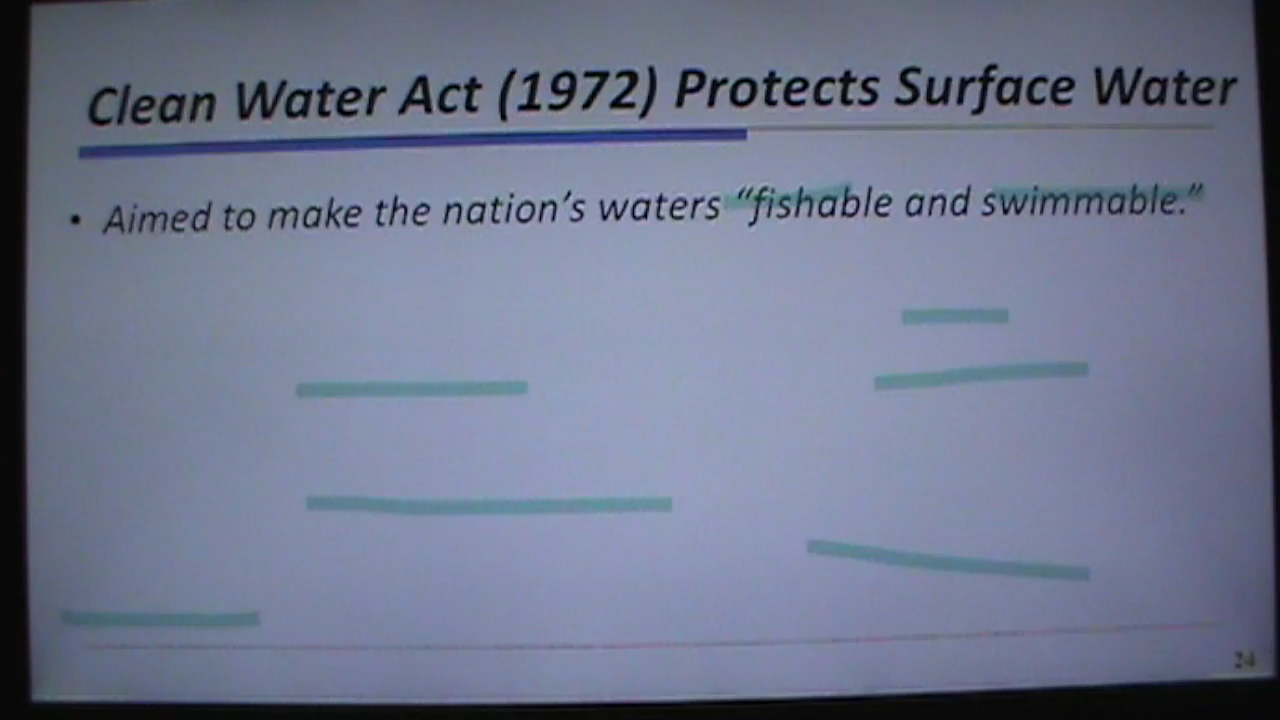 Clean Water Act (1972) Protects Surface Water
• Aimed to make the nation's waters “fishable and swimmable.”
24